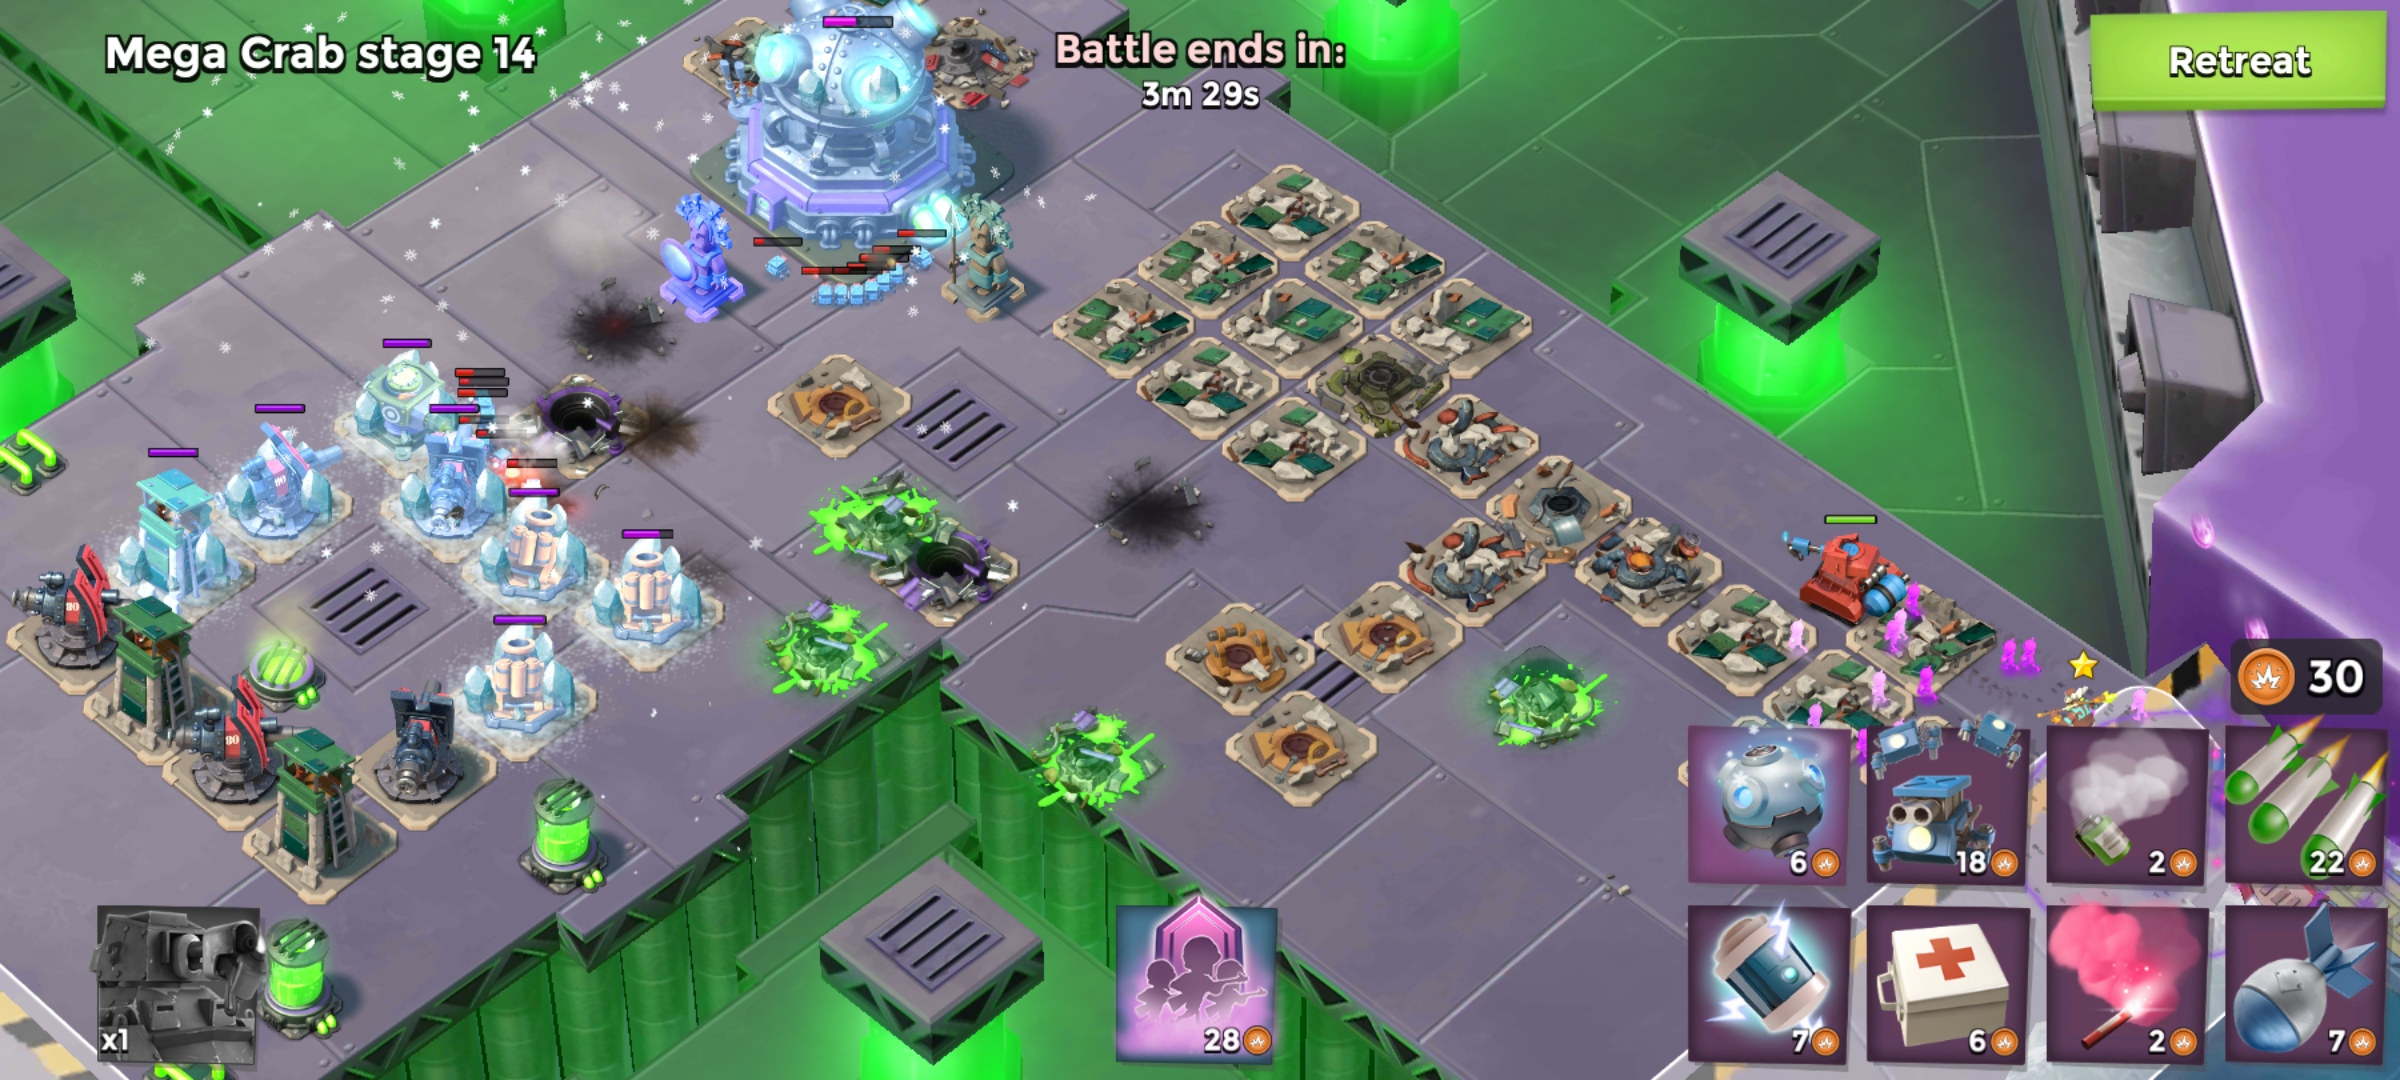 Mega Crab stage 14
Battle ends in:
3m 29s
Retreat
30
6
18
2
22
x1
28
7
6
2
7